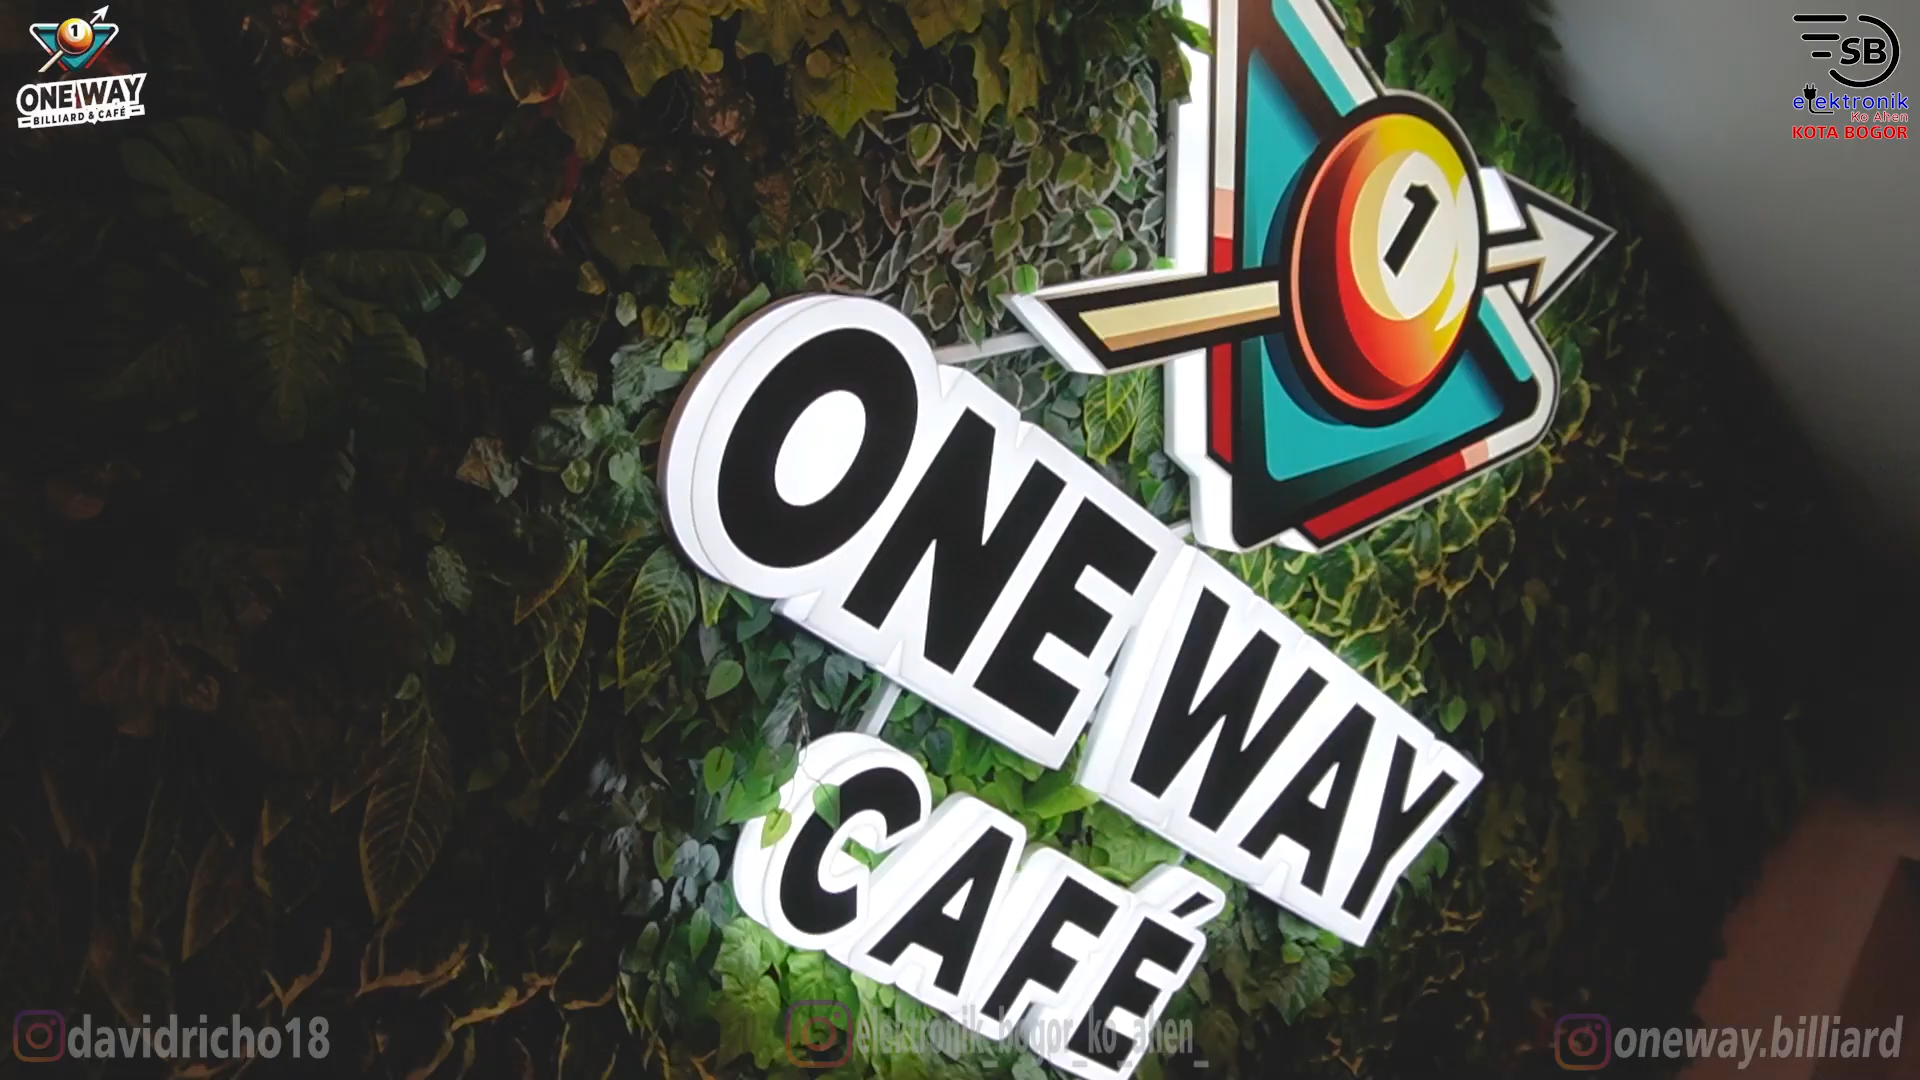 1
ONE WAY
BILLIARD & CAFÉ
SB
elektronik
Ko Ahen
KOTA BOGOR
1
ONE WAY
CAFÉ
davidricho18
elektronik_bogor_ko_ahen_
oneway.billiard